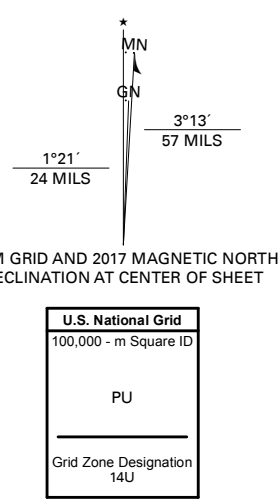 MN
GN
3°13´
57 MILS
1°21´
24 MILS
M GRID AND 2017 MAGNETIC NORTH
ECLINATION AT CENTER OF SHEET
U.S. National Grid
100,000 - m Square ID
PU
Grid Zone Designation
14U